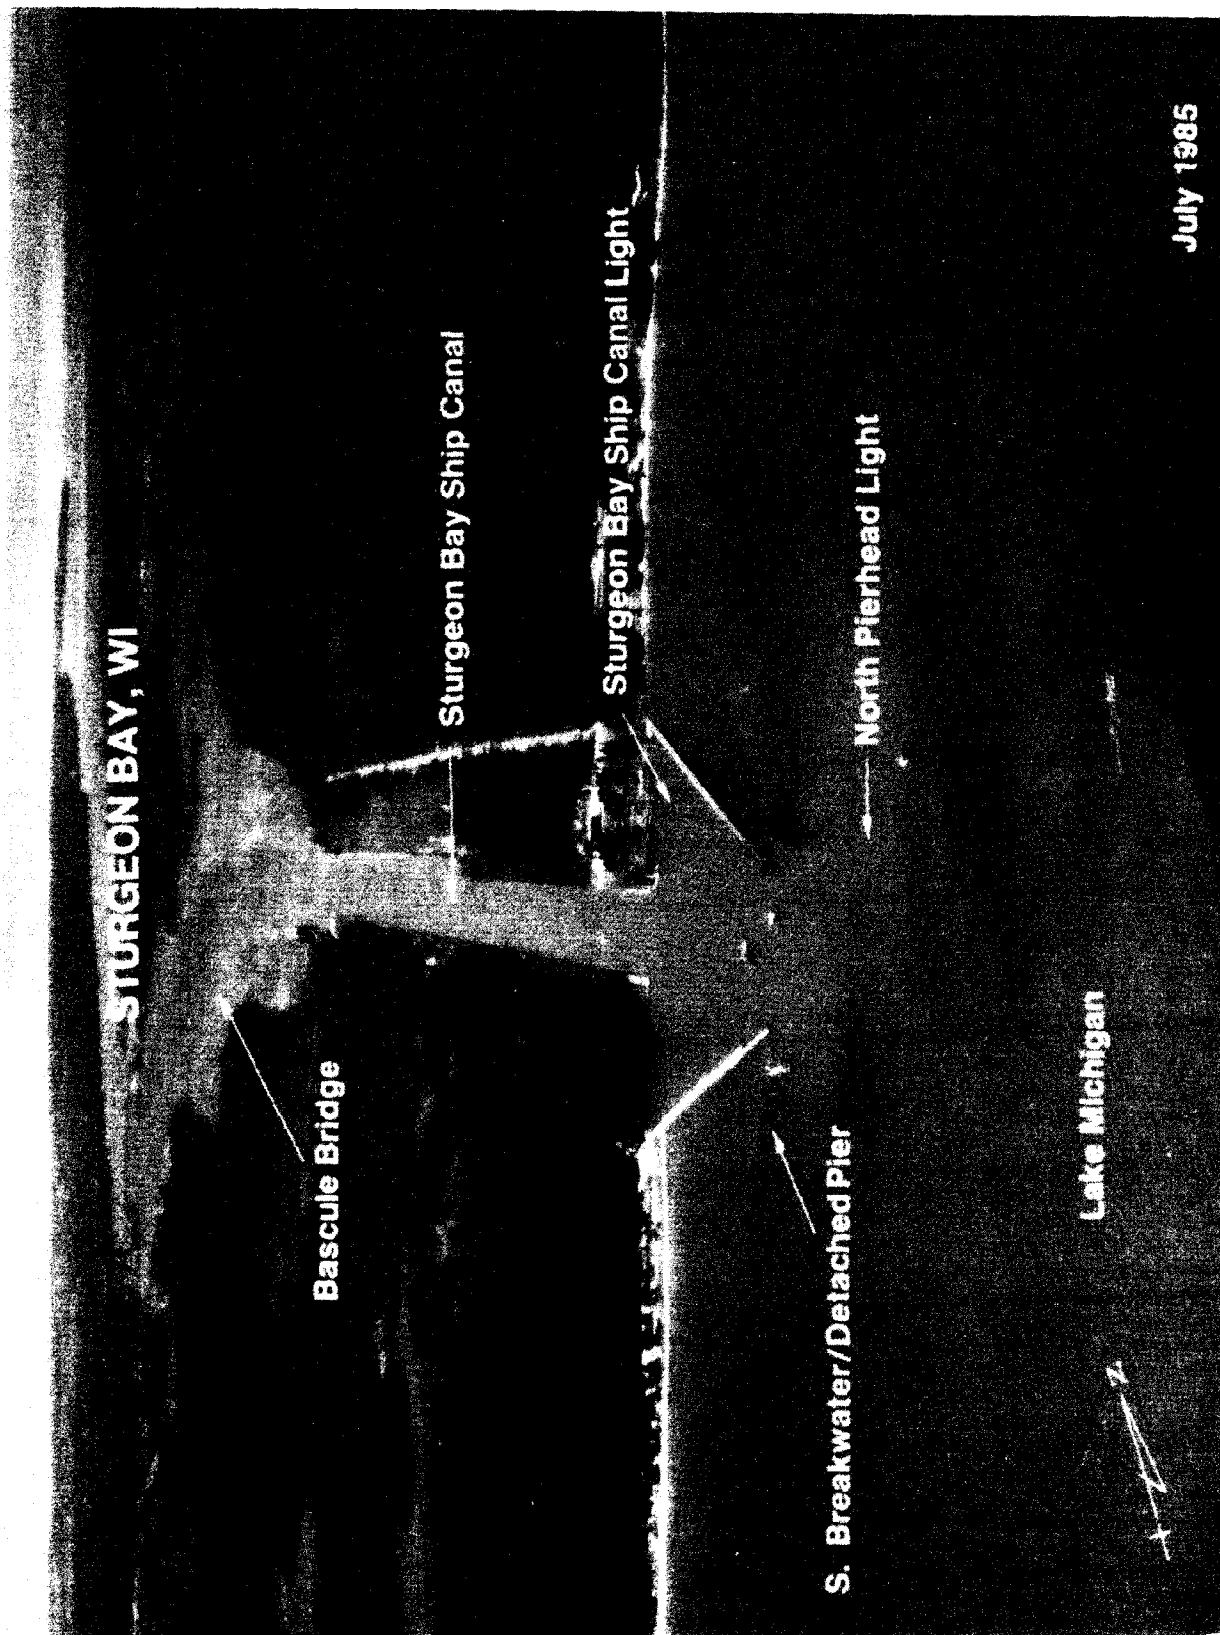 STURGEON BAY, WI
Bascule Bridge
Sturgeon Bay Ship Canal
Sturgeon Bay Ship Canal Light
S. Breakwater/Detached Pier
North Pierhead Light
Lake Michigan
N
July 1985